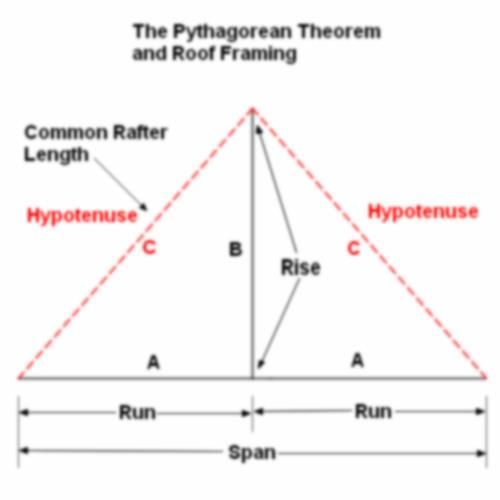 The Pythagorean Theorem
and Roof Framing
Common Rafter
Length
Hypotenuse
Hypotenuse
C
B
C
Rise
A
A
Run
Run
Span